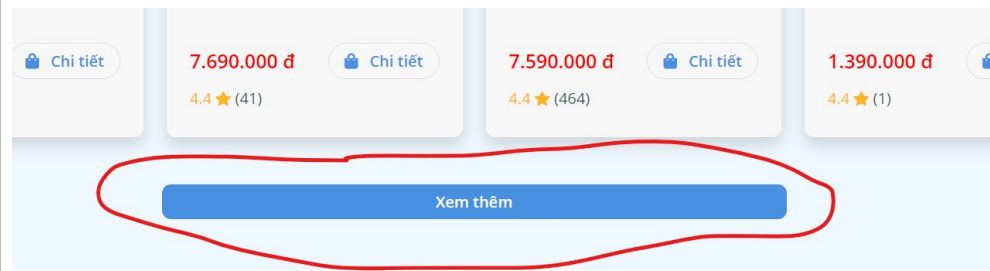 Chi tiết
7.690.000 đ Chi tiết
4.4 (41)
7.590.000 đ Chi tiết
4.4 (464)
1.390.000 đ
4.4 (1)
Xem thêm